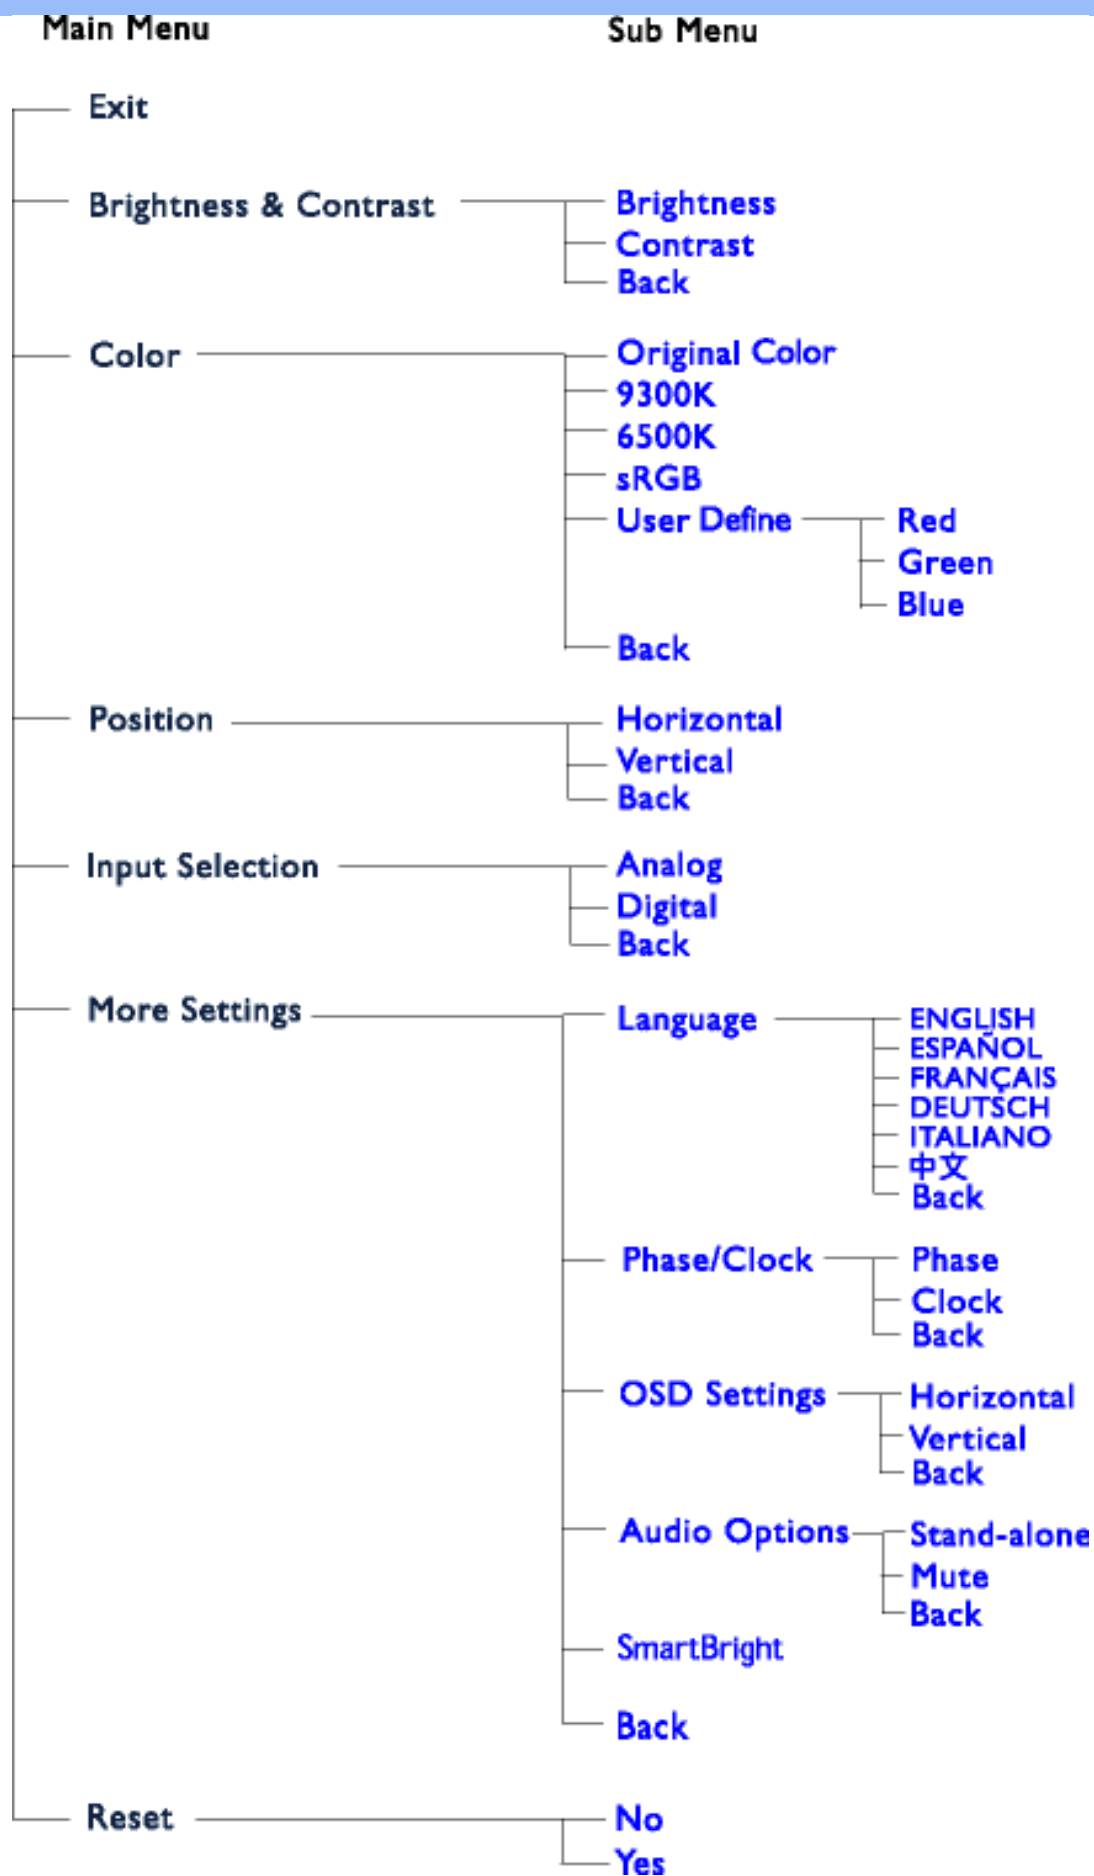 Main Menu Sub Menu
Exit
Brightness & Contrast Brightness
Contrast
Back
Color Original Color
9300K
6500K
sRGB
User Define Red
Green
Blue
Back
Position Horizontal
Vertical
Back
Input Selection Analog
Digital
Back
More Settings Language ENGLISH
ESPAÑOL
FRANÇAIS
DEUTSCH
ITALIANO
中文
Back
Phase/Clock Phase
Clock
Back
OSD Settings Horizontal
Vertical
Back
Audio Options Stand-alone
Mute
Back
SmartBright
Back
Reset No
Yes